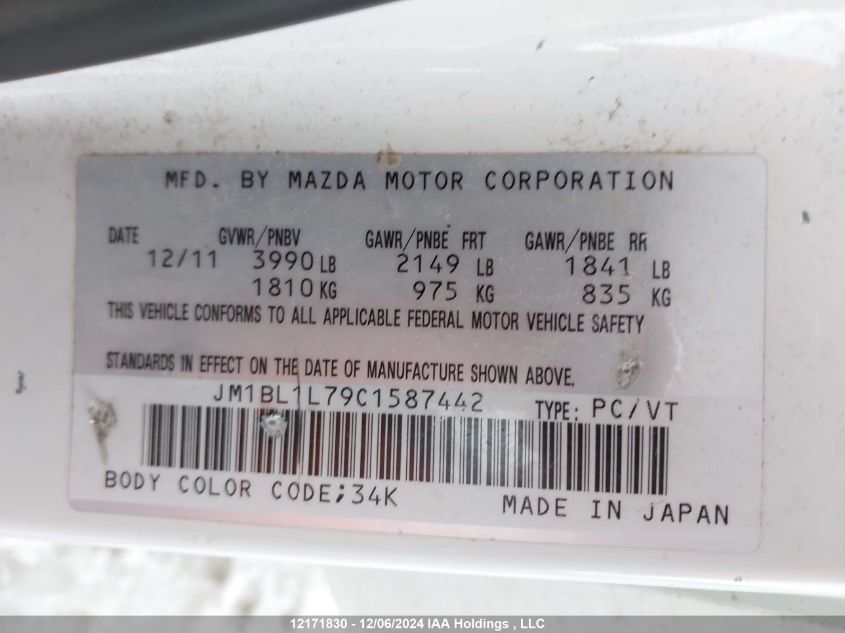 MFD. BY MAZDA MOTOR CORPORATION
DATE GVWR/PNBV GAWR/PNBE FRT GAWR/PNBE RR
12/11 3990 LB 2149 LB 1841 LB
1810 KG 975 KG 835 KG
THIS VEHICLE CONFORMS TO ALL APPLICABLE FEDERAL MOTOR VEHICLE SAFETY
STANDARDS IN EFFECT ON THE DATE OF MANUFACTURE SHOWN ABOVE.
JM1BL1L79C1587442 TYPE: PC/VT
BODY COLOR CODE;34K MADE IN JAPAN
12171830 - 12/06/2024 IAA Holdings , LLC